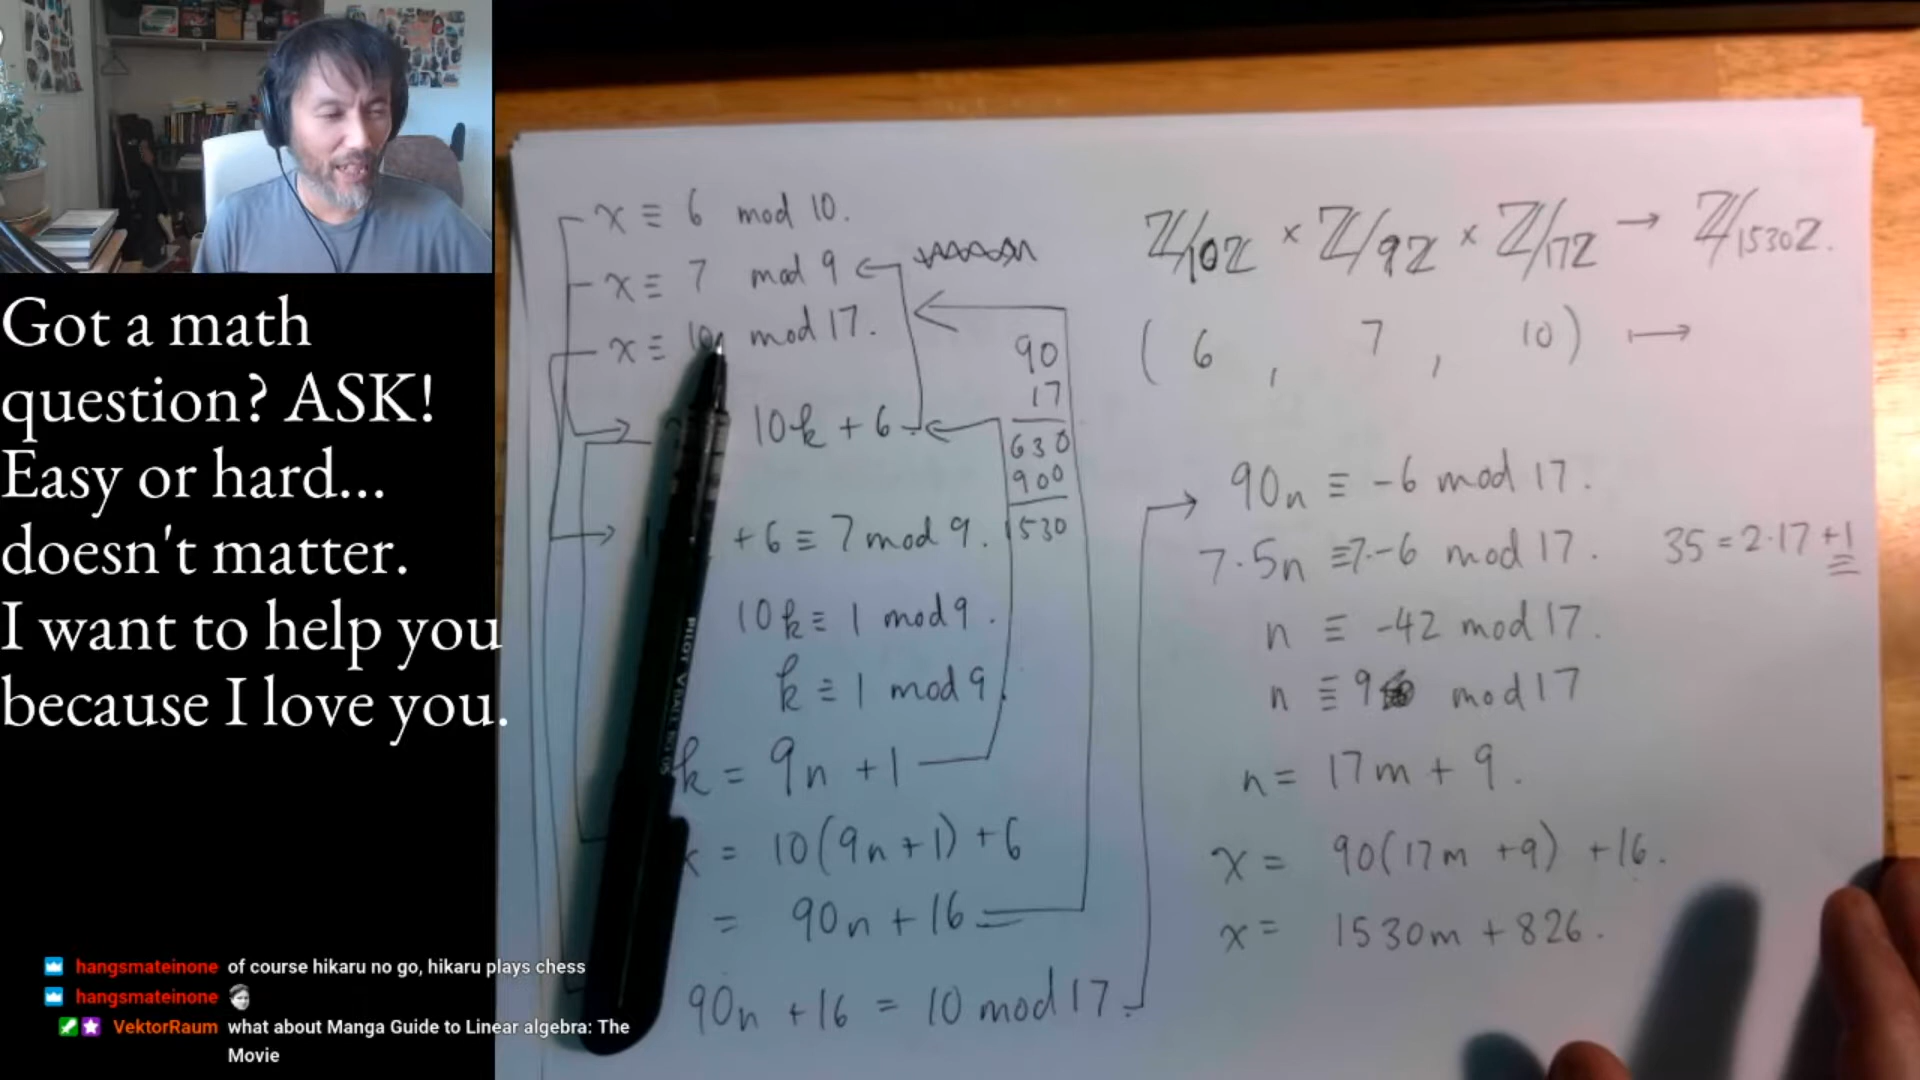 Got a math
question? ASK!
Easy or hard...
doesn't matter.
I want to help you
because I love you.
hangsmateinone of course hikaru no go, hikaru plays chess
hangsmateinone
VektorRaum what about Manga Guide to Linear algebra: The
Movie
x ≡ 6 mod 10.
x ≡ 7 mod 9
x ≡ 10 mod 17.
10k + 6
+ 6 ≡ 7 mod 9.
10k ≡ 1 mod 9.
k ≡ 1 mod 9.
k = 9n + 1
= 10(9n + 1) + 6
= 90n + 16
90n + 16 = 10 mod 17.
90
17
630
900
1530
ℤ/10ℤ × ℤ/9ℤ × ℤ/17ℤ → ℤ/1530ℤ.
(6, 7, 10) ↦
90n ≡ -6 mod 17.
7·5n ≡ 7·-6 mod 17. 35 = 2·17 + 1
n ≡ -42 mod 17.
n ≡ 9 mod 17
n = 17m + 9.
x = 90(17m + 9) + 16.
x = 1530m + 826.
PILOT